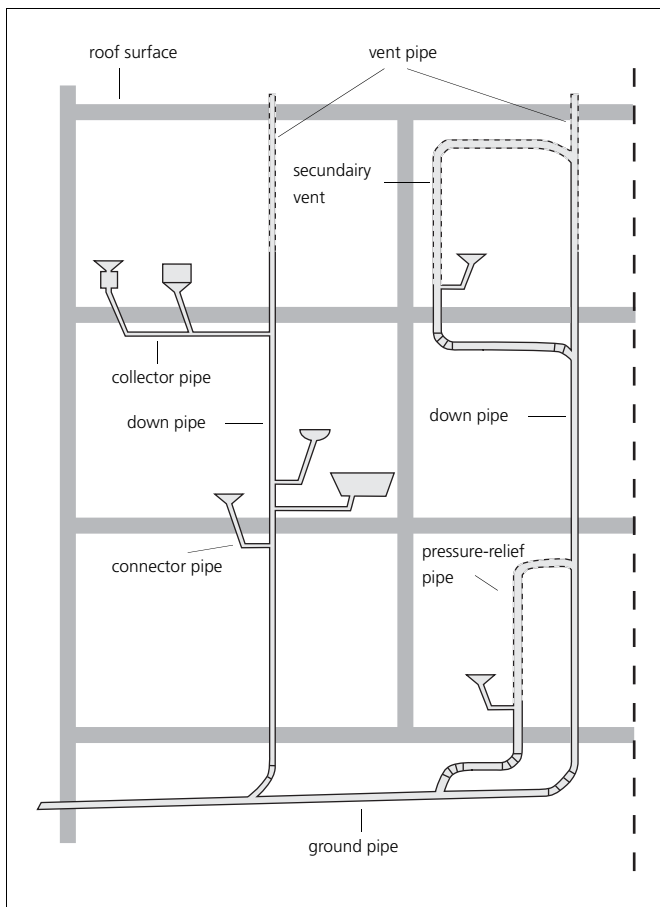 roof surface
vent pipe
secundairy
vent
collector pipe
down pipe
down pipe
connector pipe
pressure-relief
pipe
ground pipe